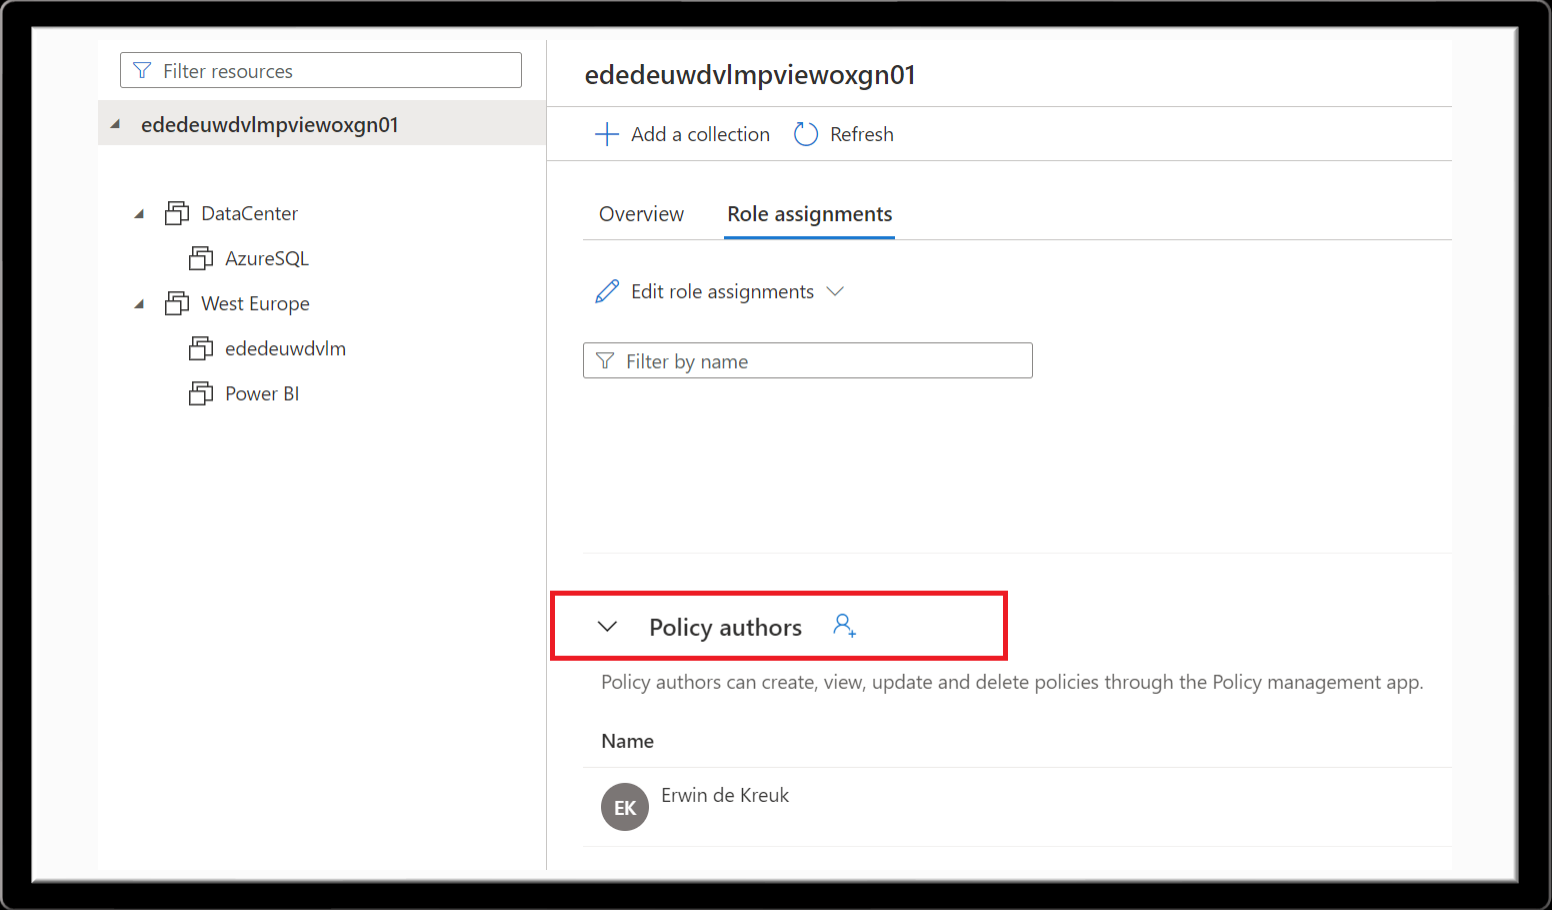 Filter resources
ededeuwdvlmpviewoxgn01
DataCenter
AzureSQL
West Europe
ededeuwdvlm
Power BI
ededeuwdvlmpviewoxgn01
Add a collection
Refresh
Overview
Role assignments
Edit role assignments
Filter by name
Policy authors
Policy authors can create, view, update and delete policies through the Policy management app.
Name
EK
Erwin de Kreuk